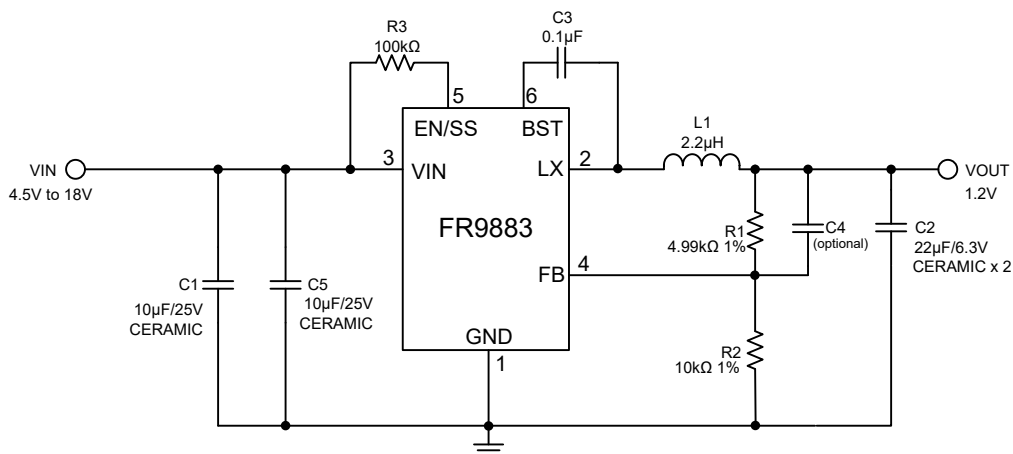 R3
100kΩ
C3
0.1µF
5
6
EN/SS
BST
L1
2.2µH
VIN
4.5V to 18V
3
VIN
LX
2
VOUT
1.2V
FR9883
R1
4.99kΩ 1%
C4
(optional)
C2
22µF/6.3V
CERAMIC x 2
FB
4
C1
10µF/25V
CERAMIC
C5
10µF/25V
CERAMIC
GND
1
R2
10kΩ 1%